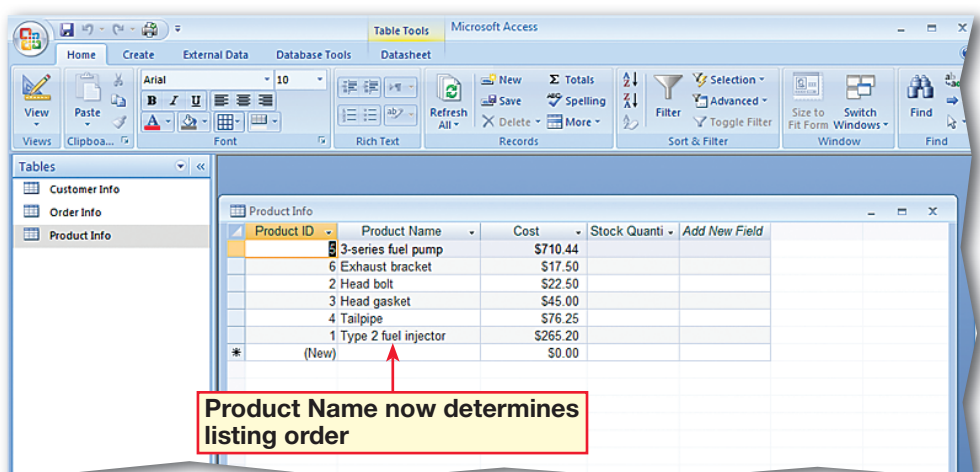 Table Tools Microsoft Access
Home Create External Data Database Tools Datasheet
View
Paste
Arial 10
B I U
A
Refresh All
New
Save
Delete
Σ Totals
Spelling
More
Filter
Selection
Advanced
Toggle Filter
Size to Fit Form
Switch Windows
Find
Views Clipboa... Font Rich Text Records Sort & Filter Window Find
Tables
Customer Info
Order Info
Product Info
Product Info
Product ID Product Name Cost Stock Quanti Add New Field
5 3-series fuel pump $710.44
6 Exhaust bracket $17.50
2 Head bolt $22.50
3 Head gasket $45.00
4 Tailpipe $76.25
1 Type 2 fuel injector $265.20
(New) $0.00
Product Name now determines
listing order